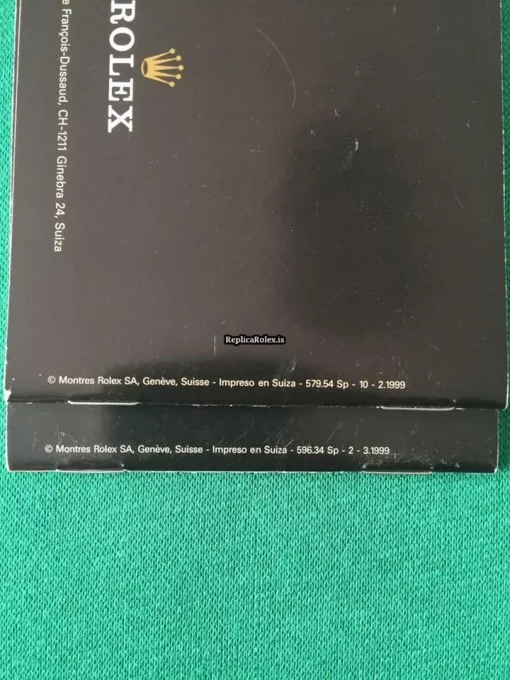 ROLEX
e François-Dussaud, CH-1211 Ginebra 24, Suiza
ReplicaRolex.is
© Montres Rolex SA, Genève, Suisse - Impreso en Suiza - 579.54 Sp - 10 - 2.1999
© Montres Rolex SA, Genève, Suisse - Impreso en Suiza - 596.34 Sp - 2 - 3.1999